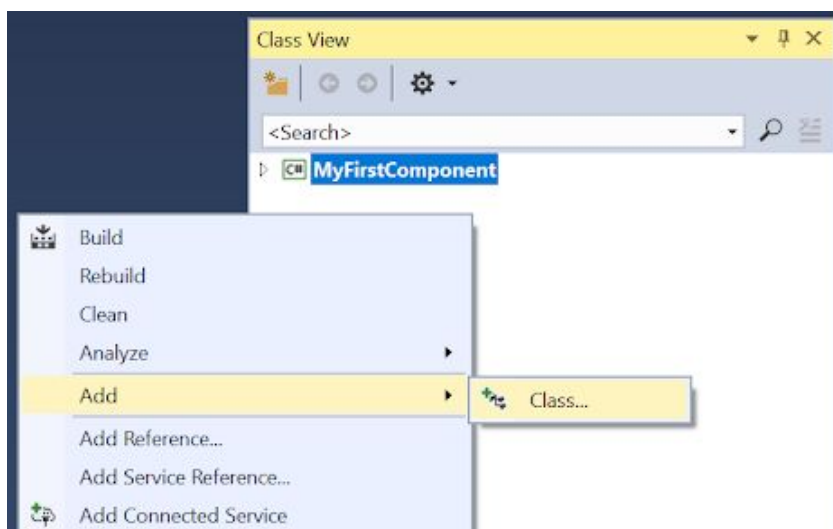 Class View
<Search>
C# MyFirstComponent
Build
Rebuild
Clean
Analyze
Add
Class...
Add Reference...
Add Service Reference...
Add Connected Service